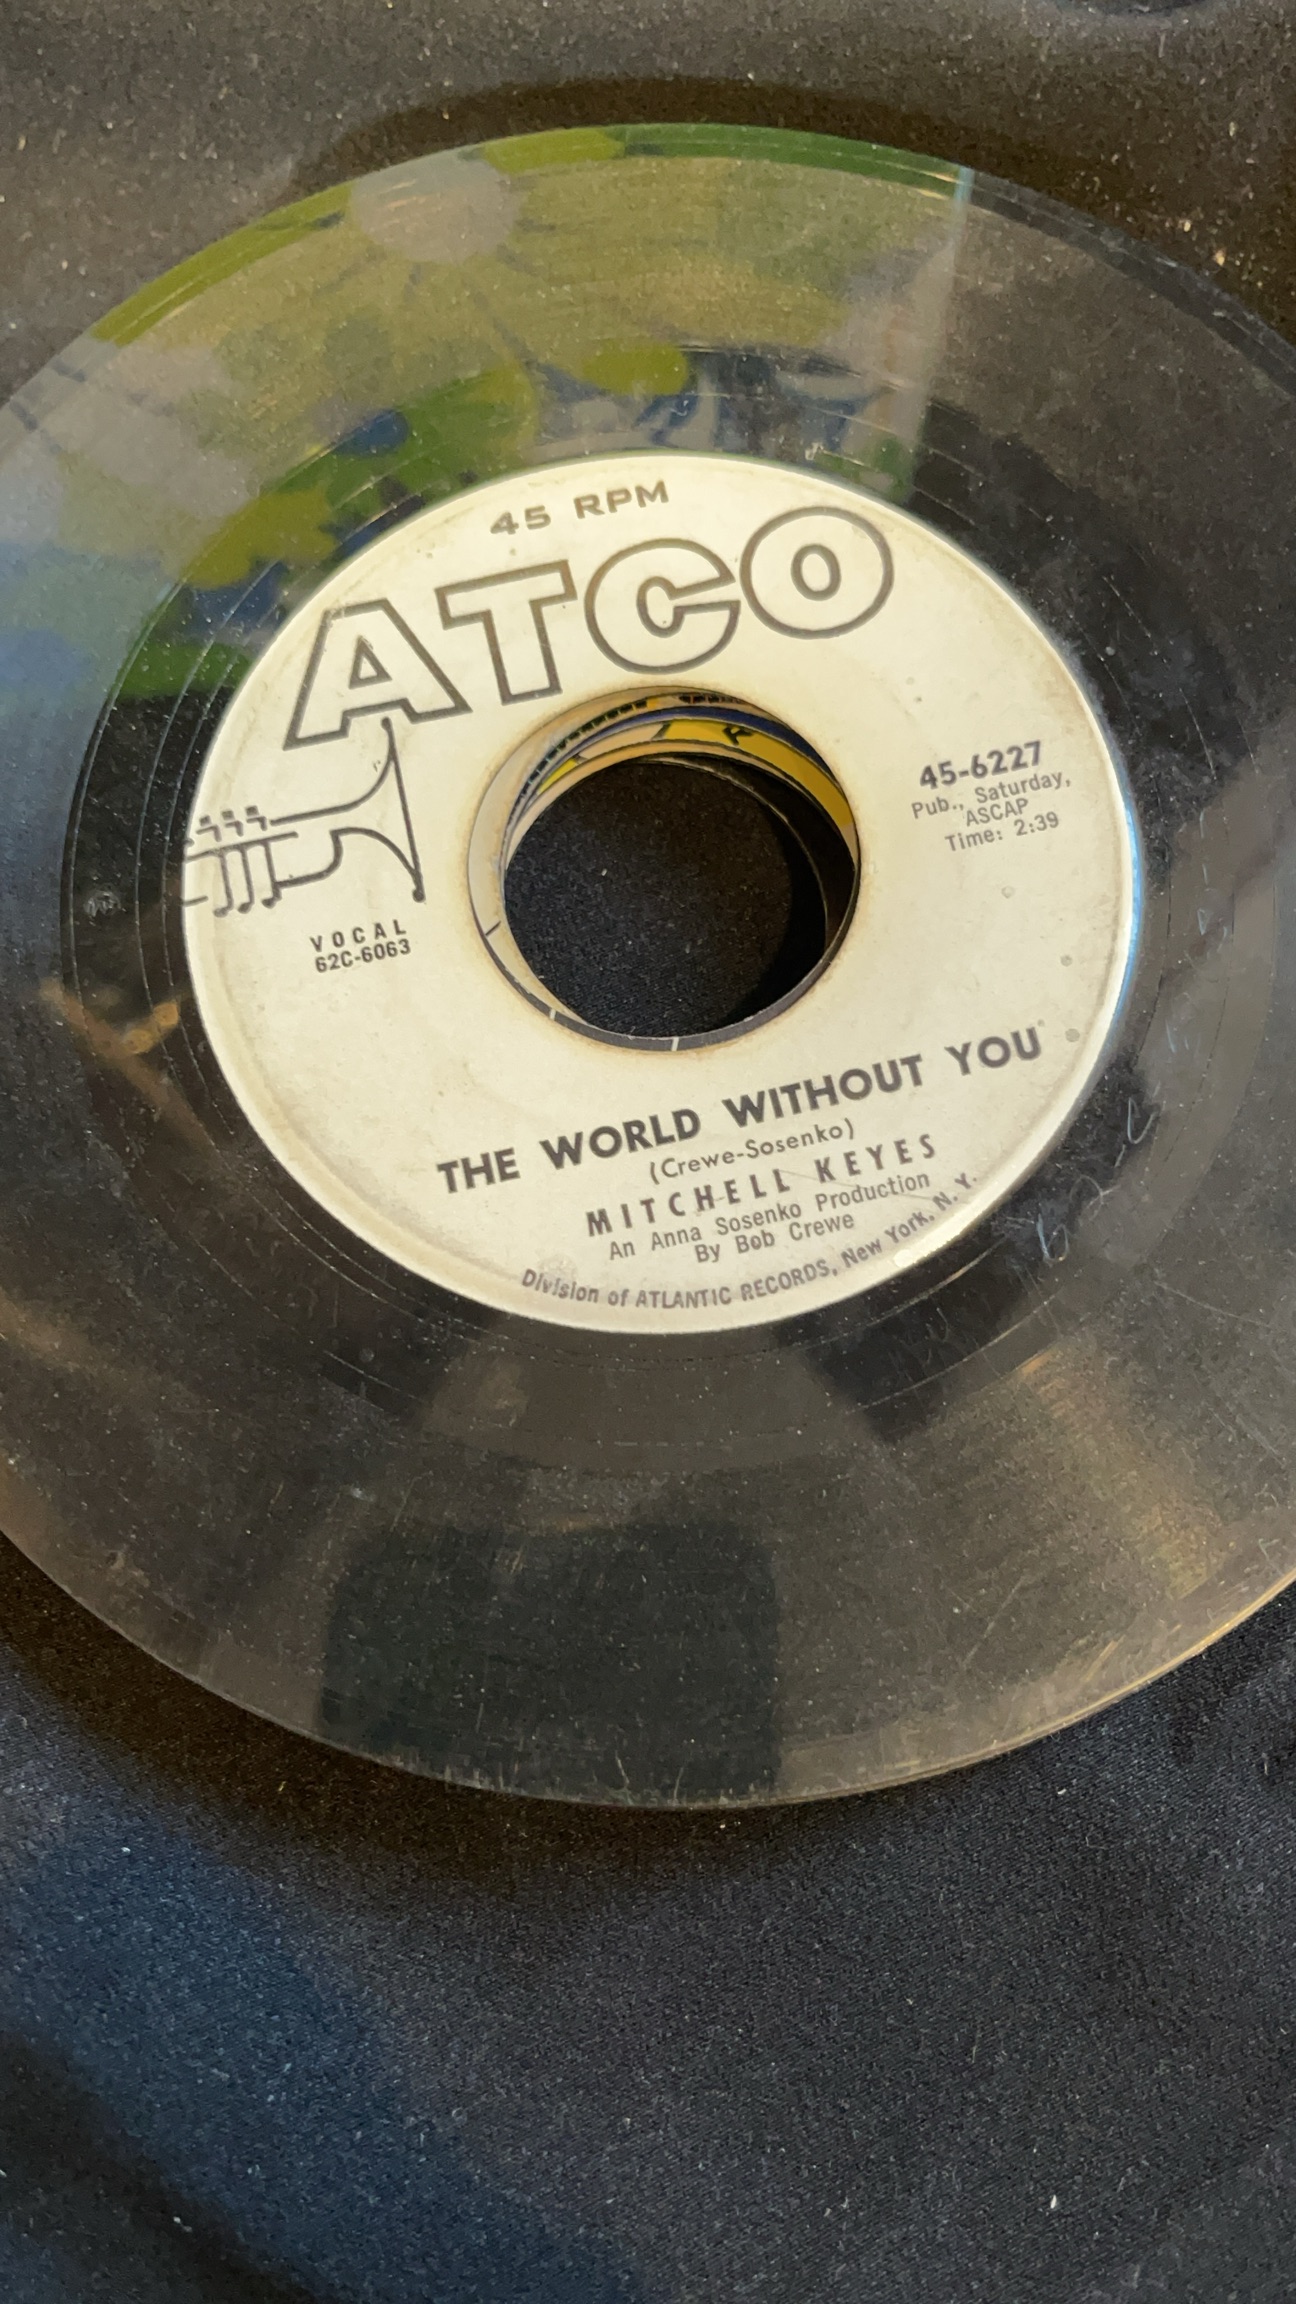 45 RPM
ATCO
45-6227
Pub., Saturday,
ASCAP
Time: 2:39
VOCAL
62C-6063
THE WORLD WITHOUT YOU
(Crewe-Sosenko)
MITCHELL KEYES
An Anna Sosenko Production
By Bob Crewe
Division of ATLANTIC RECORDS, New York, N. Y.